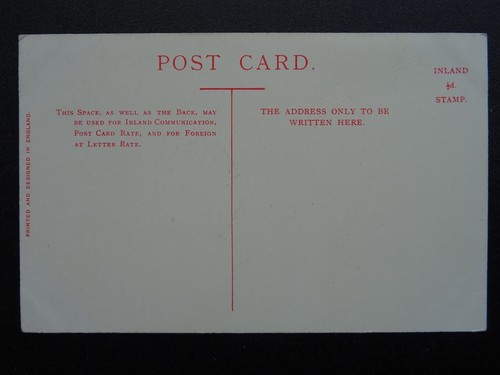 POST CARD.
INLAND
½d.
STAMP.
THIS SPACE, AS WELL AS THE BACK, MAY
BE USED FOR INLAND COMMUNICATION,
POST CARD RATE, AND FOR FOREIGN
AT LETTER RATE.
THE ADDRESS ONLY TO BE
WRITTEN HERE.
PRINTED AND DESIGNED IN ENGLAND.